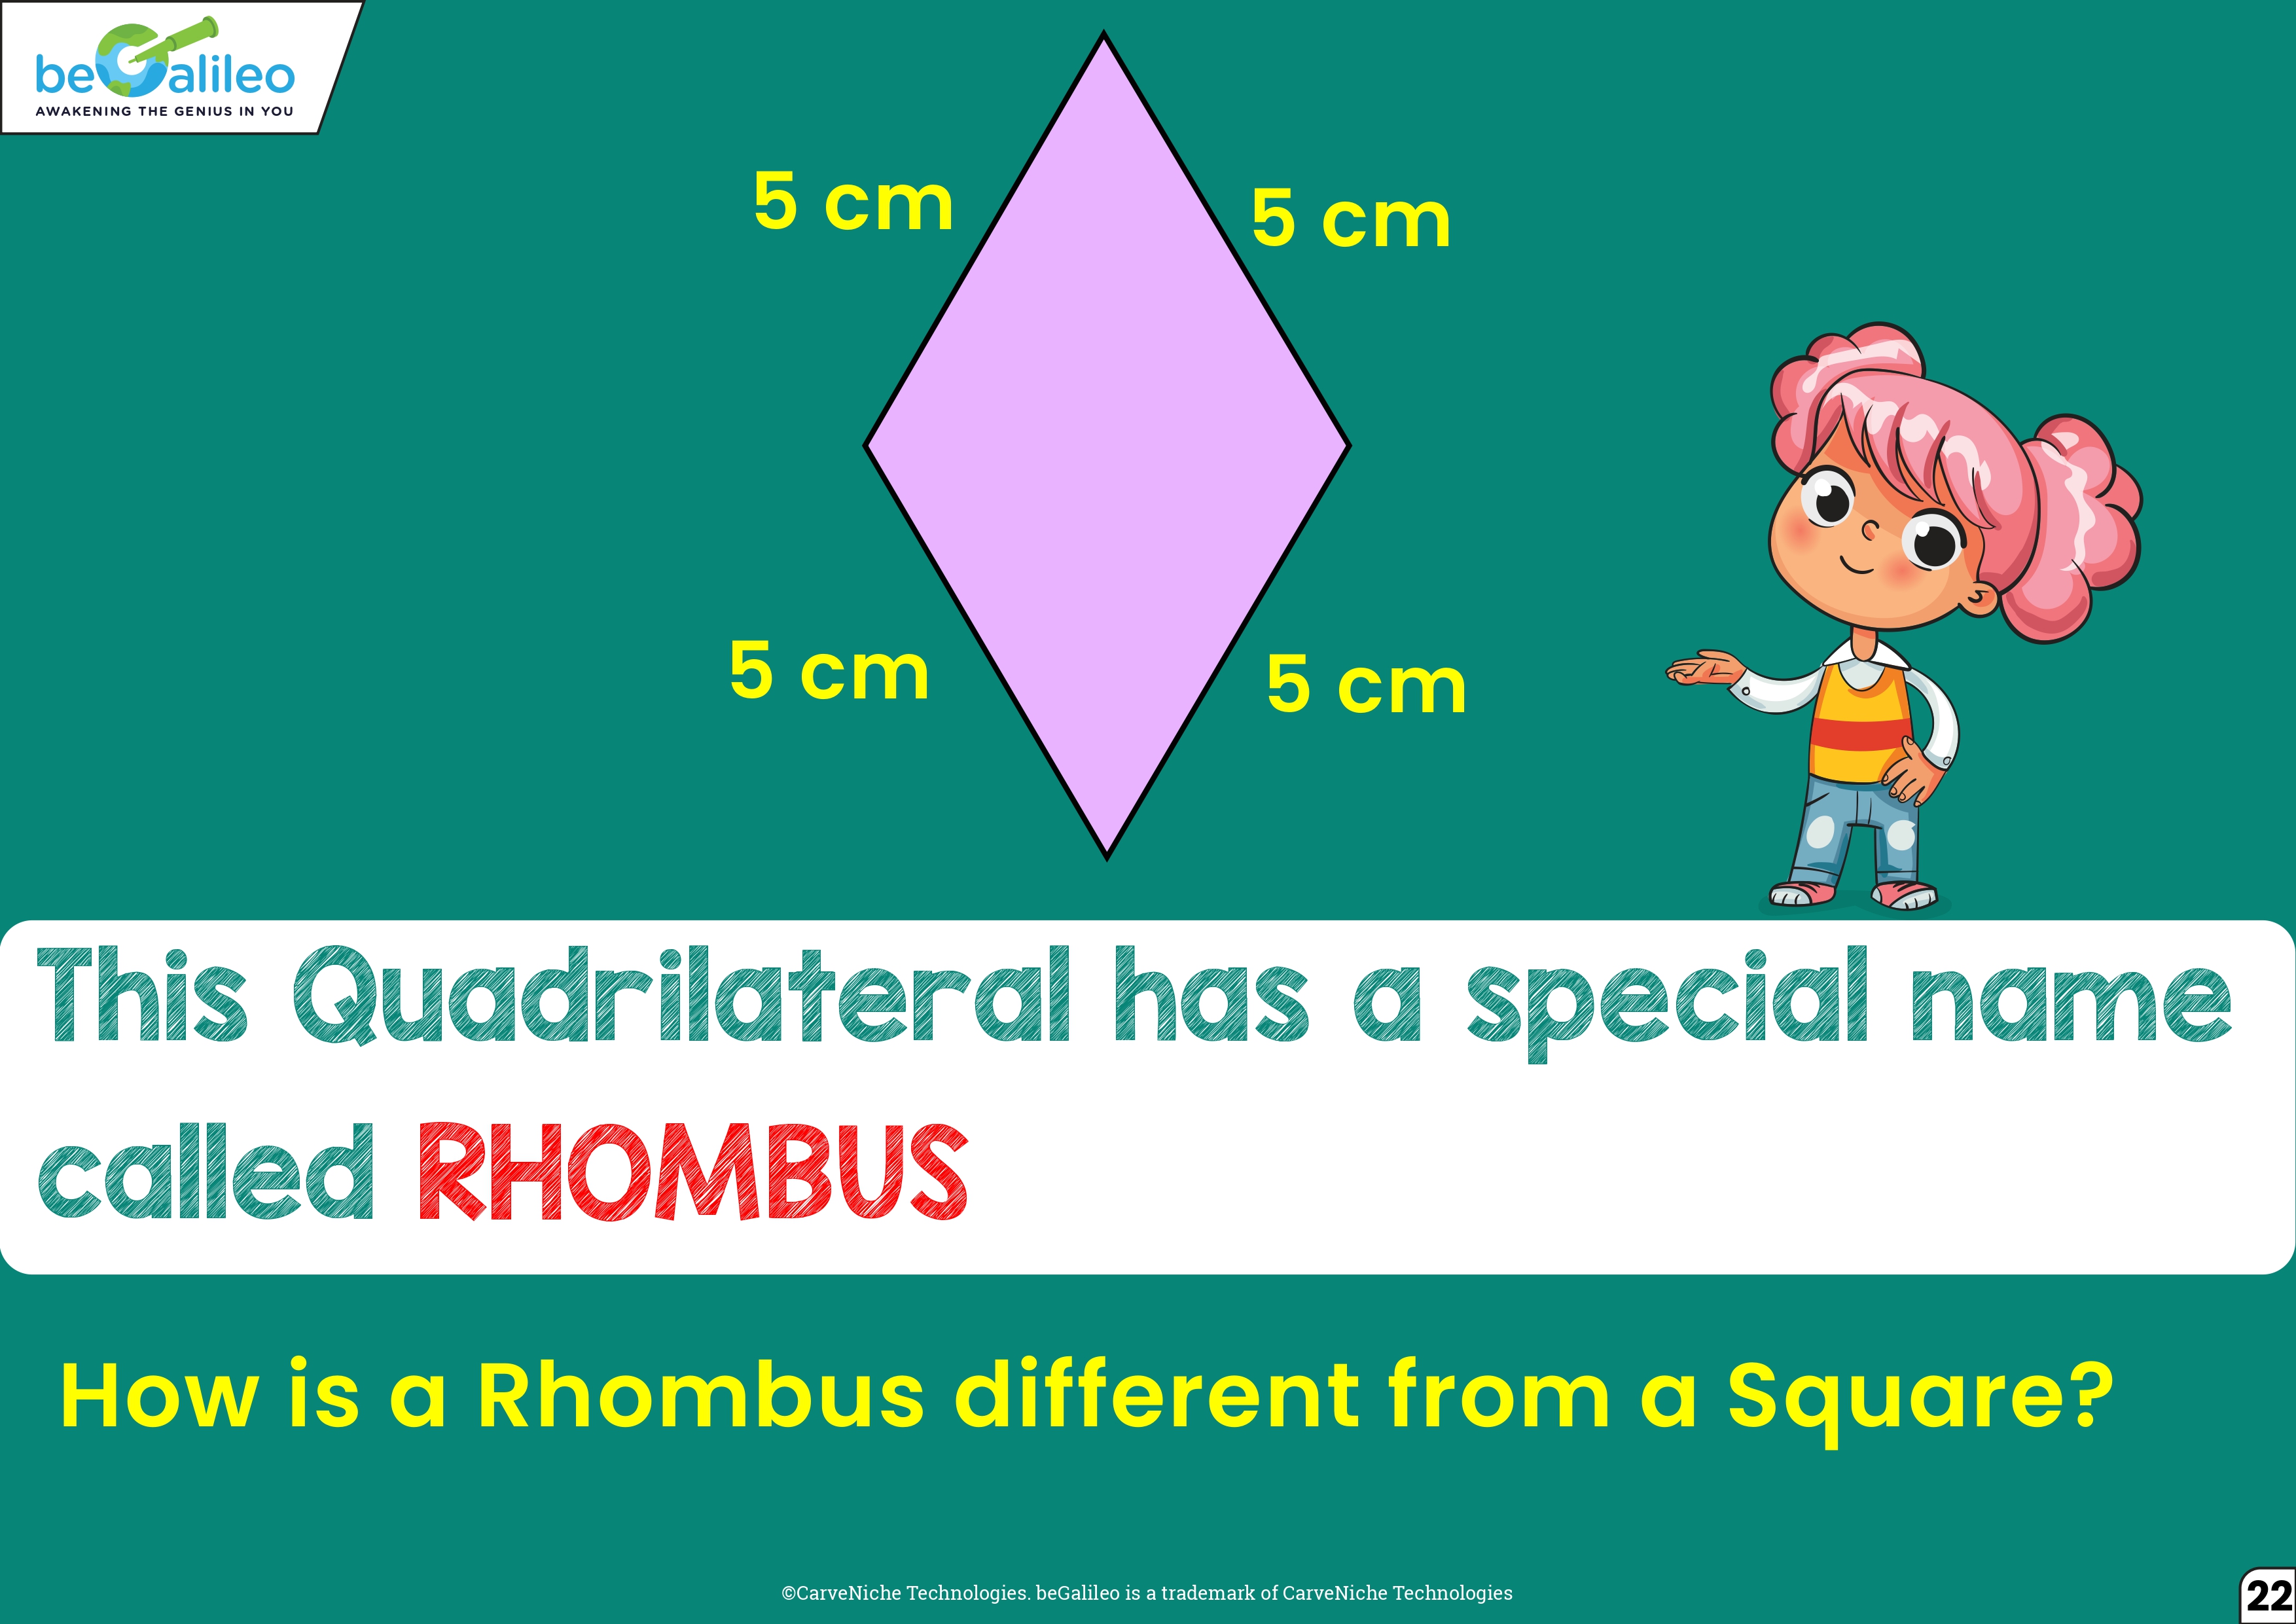 beGalileo
AWAKENING THE GENIUS IN YOU
5 cm
5 cm
5 cm
5 cm
This Quadrilateral has a special name
called RHOMBUS
How is a Rhombus different from a Square?
©CarveNiche Technologies. beGalileo is a trademark of CarveNiche Technologies
22